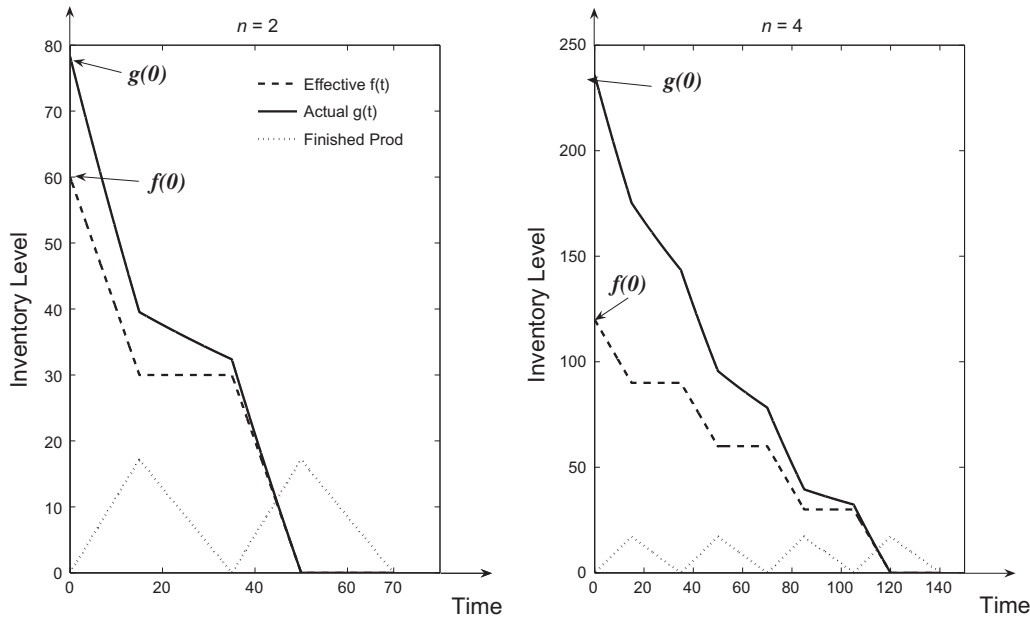 n = 2
80
70
60
50
40
30
20
10
0
g(0)
f(0)
Effective f(t)
Actual g(t)
Finished Prod
Inventory Level
0
20
40
60
70
Time
n = 4
250
200
150
100
50
0
g(0)
f(0)
Inventory Level
0
20
40
60
80
100
120
140
Time